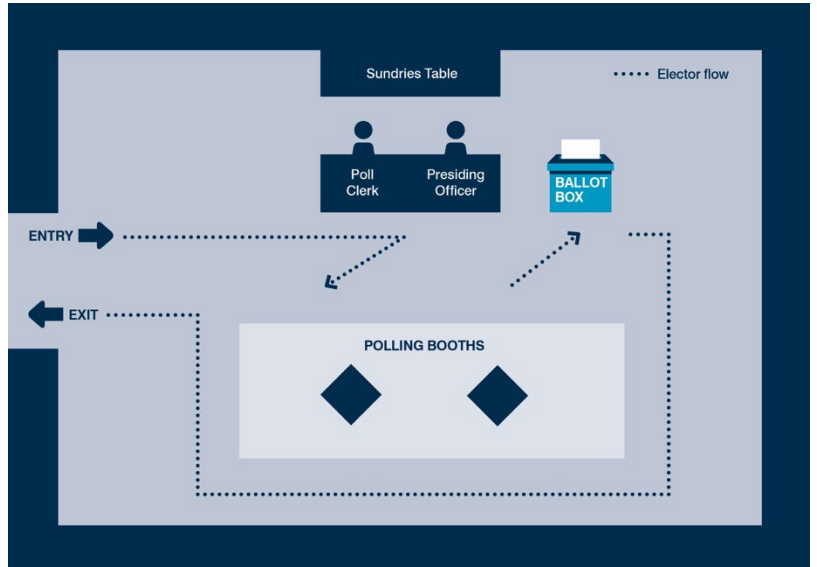 Sundries Table
Elector flow
Poll
Clerk
Presiding
Officer
BALLOT
BOX
ENTRY
EXIT
POLLING BOOTHS